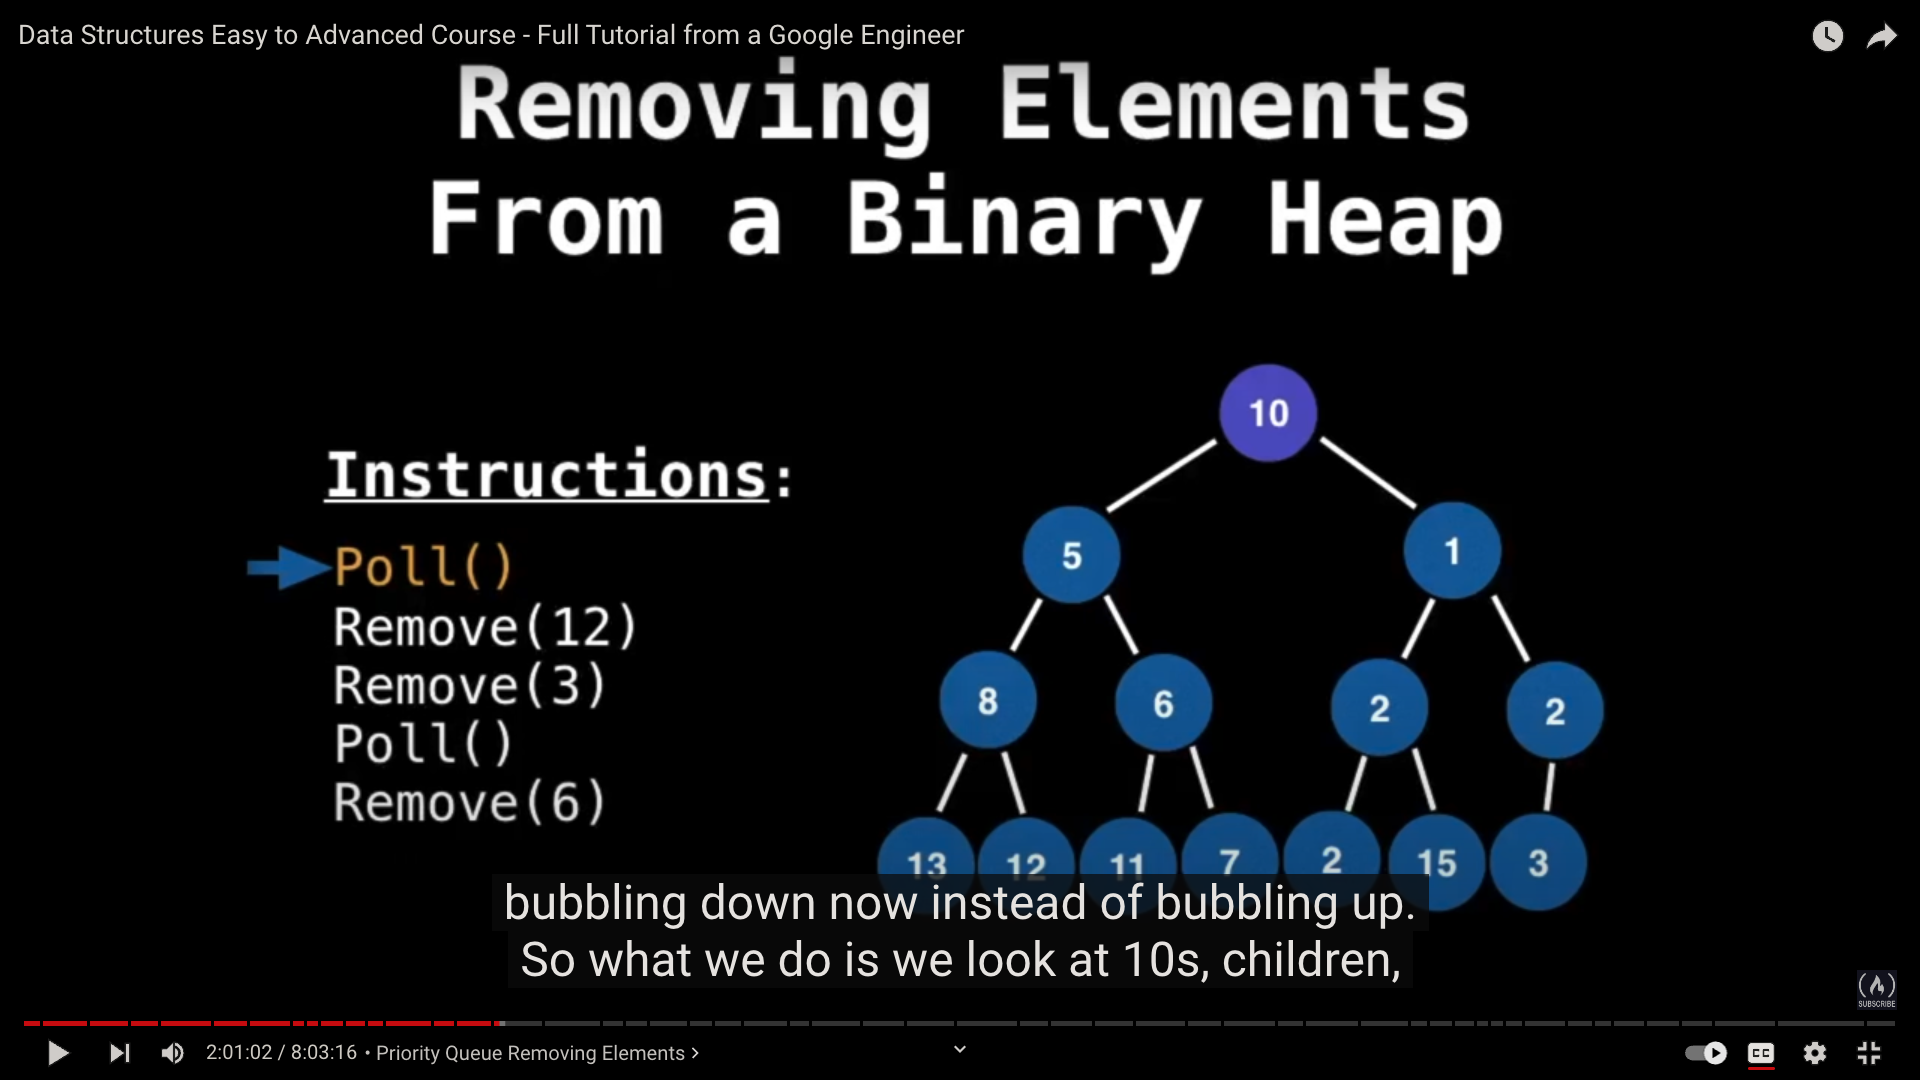 Data Structures Easy to Advanced Course - Full Tutorial from a Google Engineer
Removing Elements
From a Binary Heap
Instructions:
Poll()
Remove(12)
Remove(3)
Poll()
Remove(6)
10
5 1
8 6 2 2
13 12 11 7 2 15 3
bubbling down now instead of bubbling up.
So what we do is we look at 10s, children,
SUBSCRIBE
2:01:02 / 8:03:16 • Priority Queue Removing Elements
CC